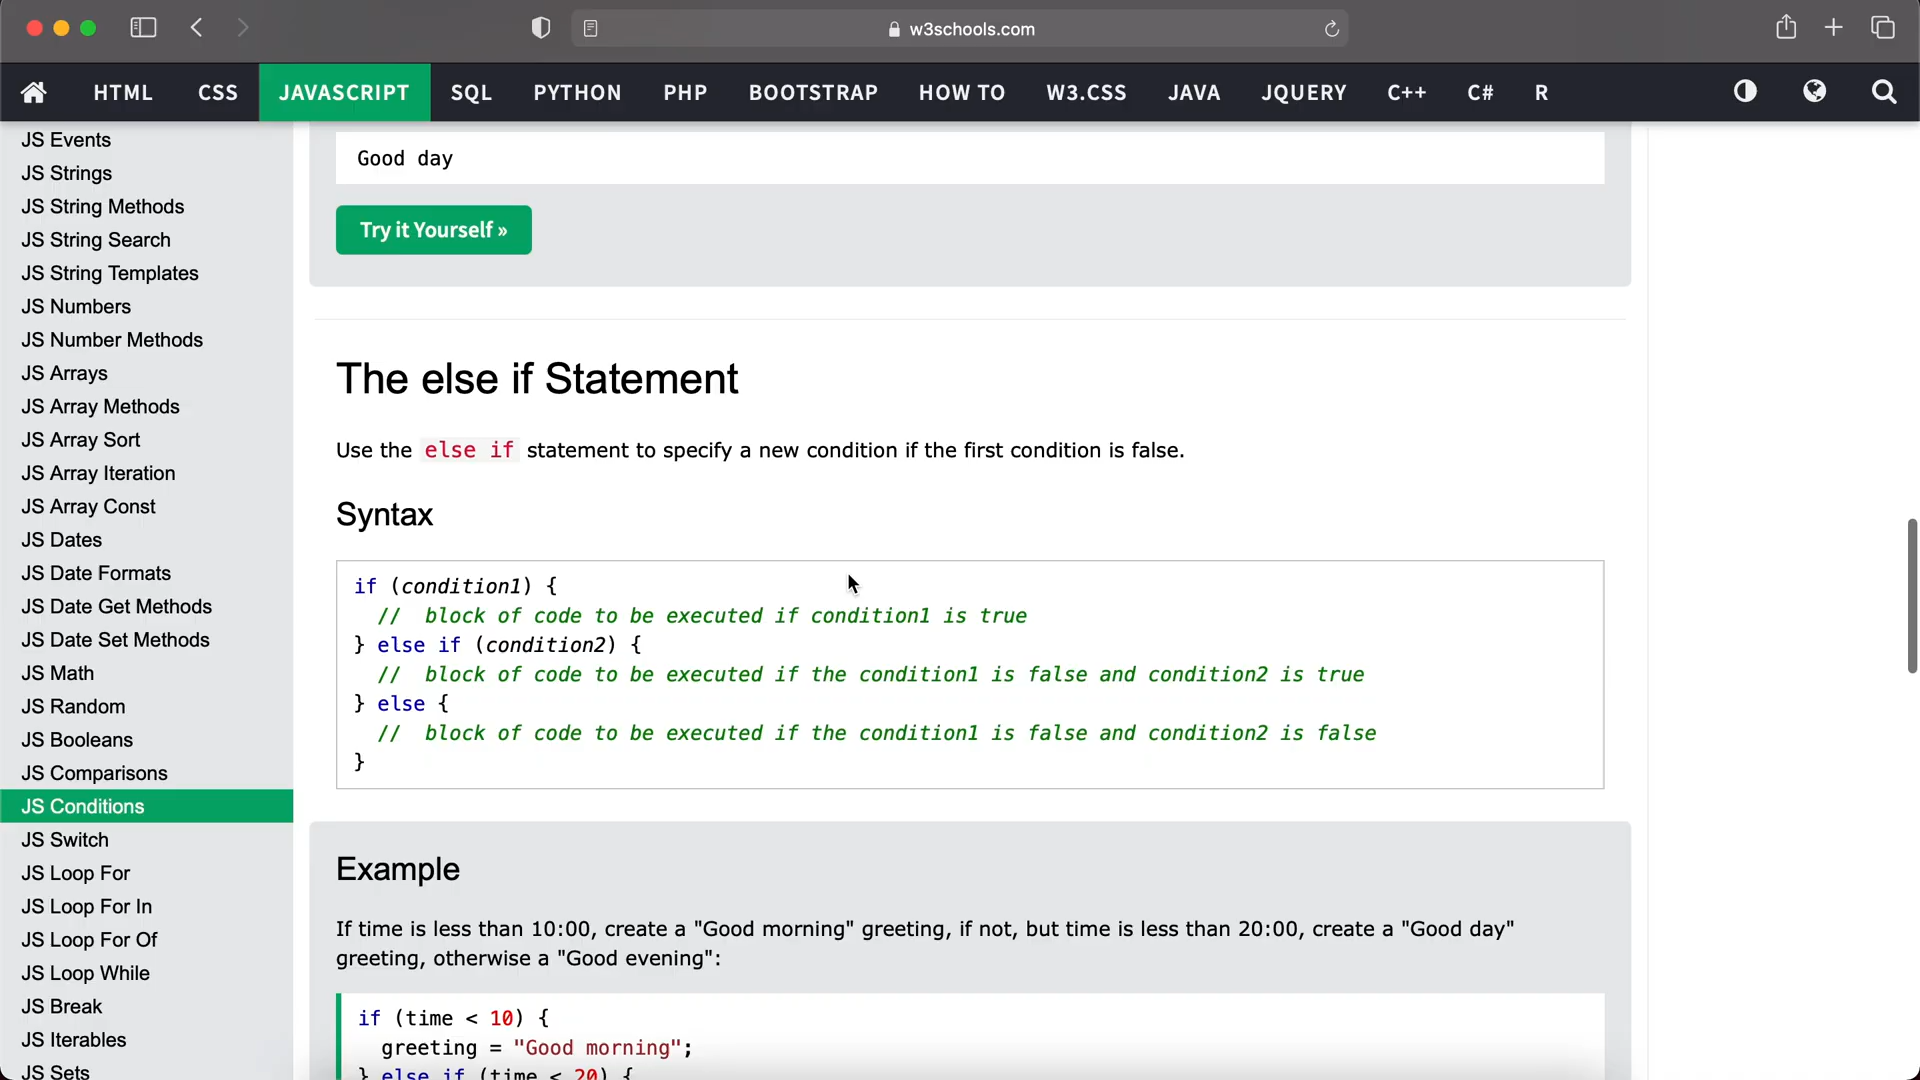 w3schools.com
HTML CSS JAVASCRIPT SQL PYTHON PHP BOOTSTRAP HOW TO W3.CSS JAVA JQUERY C++ C# R
JS Events
JS Strings
JS String Methods
JS String Search
JS String Templates
JS Numbers
JS Number Methods
JS Arrays
JS Array Methods
JS Array Sort
JS Array Iteration
JS Array Const
JS Dates
JS Date Formats
JS Date Get Methods
JS Date Set Methods
JS Math
JS Random
JS Booleans
JS Comparisons
JS Conditions
JS Switch
JS Loop For
JS Loop For In
JS Loop For Of
JS Loop While
JS Break
JS Iterables
JS Sets
Good day
Try it Yourself »
The else if Statement
Use the else if statement to specify a new condition if the first condition is false.
Syntax
if (condition1) {
  //  block of code to be executed if condition1 is true
} else if (condition2) {
  //  block of code to be executed if the condition1 is false and condition2 is true
} else {
  //  block of code to be executed if the condition1 is false and condition2 is false
}
Example
If time is less than 10:00, create a "Good morning" greeting, if not, but time is less than 20:00, create a "Good day"
greeting, otherwise a "Good evening":
if (time < 10) {
  greeting = "Good morning";
} else if (time < 20) {